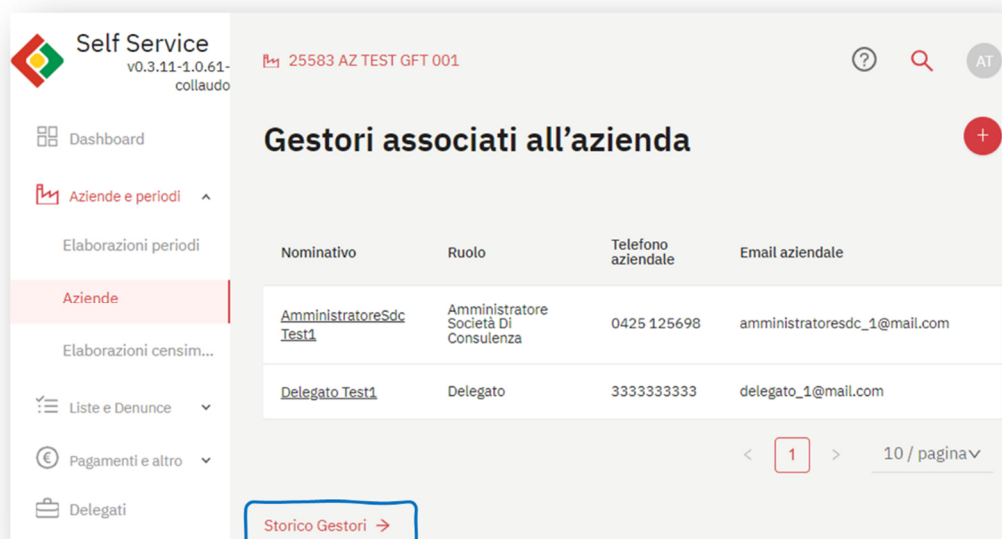 Self Service
v0.3.11-1.0.61-
collaudo
25583 AZ TEST GFT 001
AT
Dashboard
Gestori associati all’azienda
Aziende e periodi
Elaborazioni periodi
Nominativo Ruolo Telefono aziendale Email aziendale
Aziende
AmministratoreSdc Test1 Amministratore Società Di Consulenza 0425 125698 amministratoresdc_1@mail.com
Elaborazioni censim...
Delegato Test1 Delegato 3333333333 delegato_1@mail.com
Liste e Denunce
Pagamenti e altro
< 1 > 10 / pagina
Delegati
Storico Gestori →